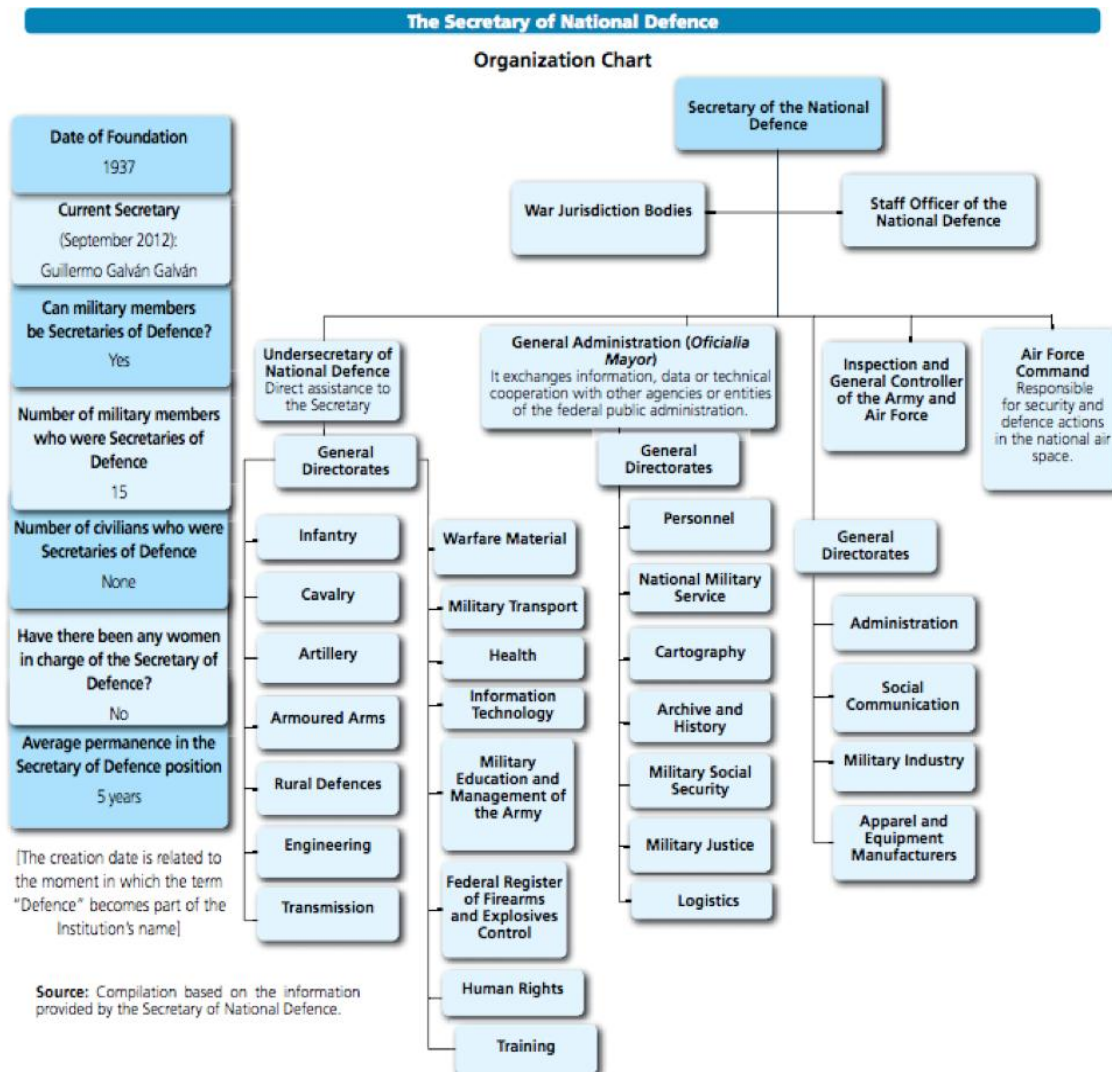 The Secretary of National Defence
Organization Chart
Date of Foundation
1937
Current Secretary
(September 2012):
Guillermo Galván Galván
Can military members
be Secretaries of Defence?
Yes
Number of military members
who were Secretaries of
Defence
15
Number of civilians who were
Secretaries of Defence
None
Have there been any women
in charge of the Secretary of
Defence?
No
Average permanence in the
Secretary of Defence position
5 years
[The creation date is related to
the moment in which the term
“Defence” becomes part of the
Institution’s name]
Source: Compilation based on the information
provided by the Secretary of National Defence.
Secretary of the National
Defence
War Jurisdiction Bodies
Staff Officer of the
National Defence
Undersecretary of
National Defence
Direct assistance to
the Secretary
General
Directorates
Infantry
Cavalry
Artillery
Armoured Arms
Rural Defences
Engineering
Transmission
Warfare Material
Military Transport
Health
Information
Technology
Military
Education and
Management of
the Army
Federal Register
of Firearms
and Explosives
Control
Human Rights
Training
General Administration (Oficialia
Mayor)
It exchanges information, data or technical
cooperation with other agencies or entities
of the federal public administration.
General
Directorates
Personnel
National Military
Service
Cartography
Archive and
History
Military Social
Security
Military Justice
Logistics
General
Directorates
Administration
Social
Communication
Military Industry
Apparel and
Equipment
Manufacturers
Inspection and
General Controller
of the Army and
Air Force
Air Force
Command
Responsible
for security and
defence actions
in the national air
space.